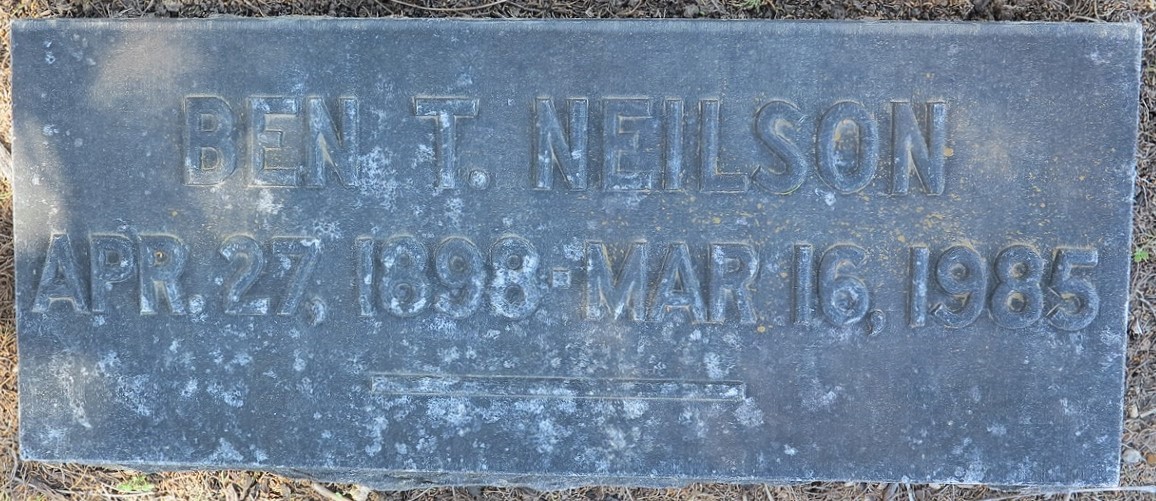 BEN T. NEILSON
APR. 27, 1898-MAR 16, 1985